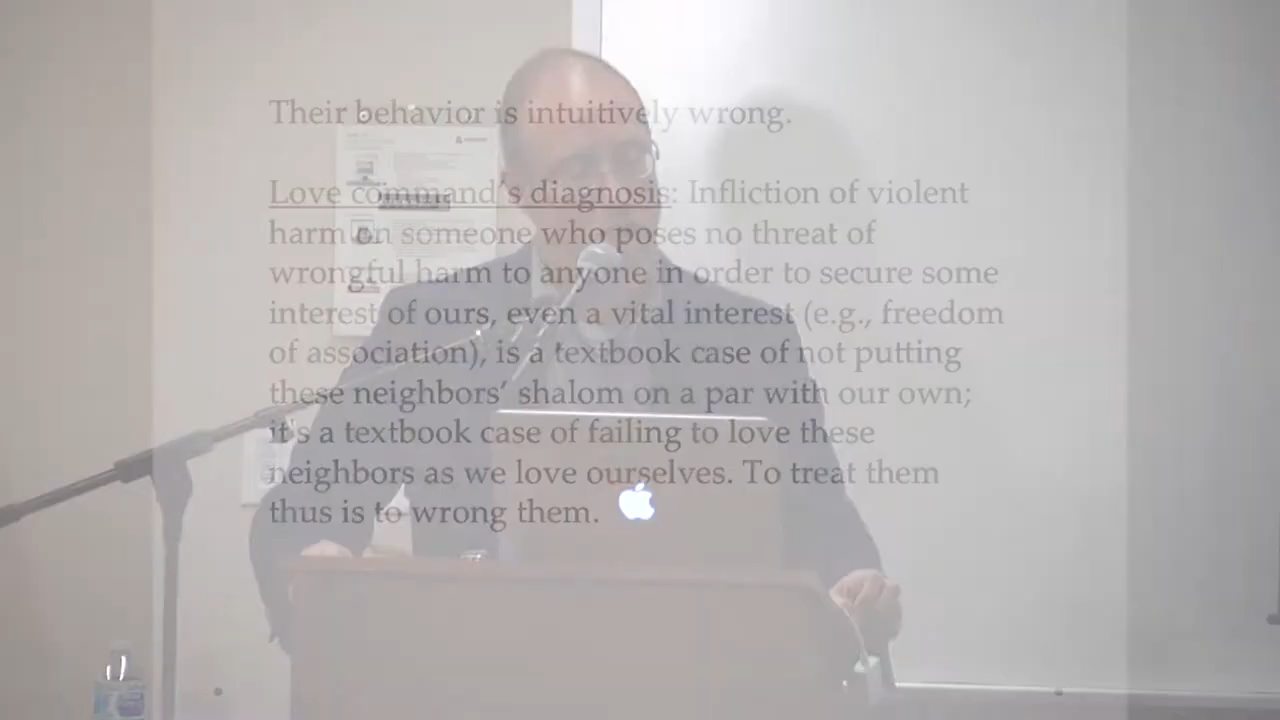 Their behavior is intuitively wrong.
Love command's diagnosis: Infliction of violent
harm on someone who poses no threat of
wrongful harm to anyone in order to secure some
interest of ours, even a vital interest (e.g., freedom
of association), is a textbook case of not putting
these neighbors' shalom on a par with our own;
it's a textbook case of failing to love these
neighbors as we love ourselves. To treat them
thus is to wrong them.